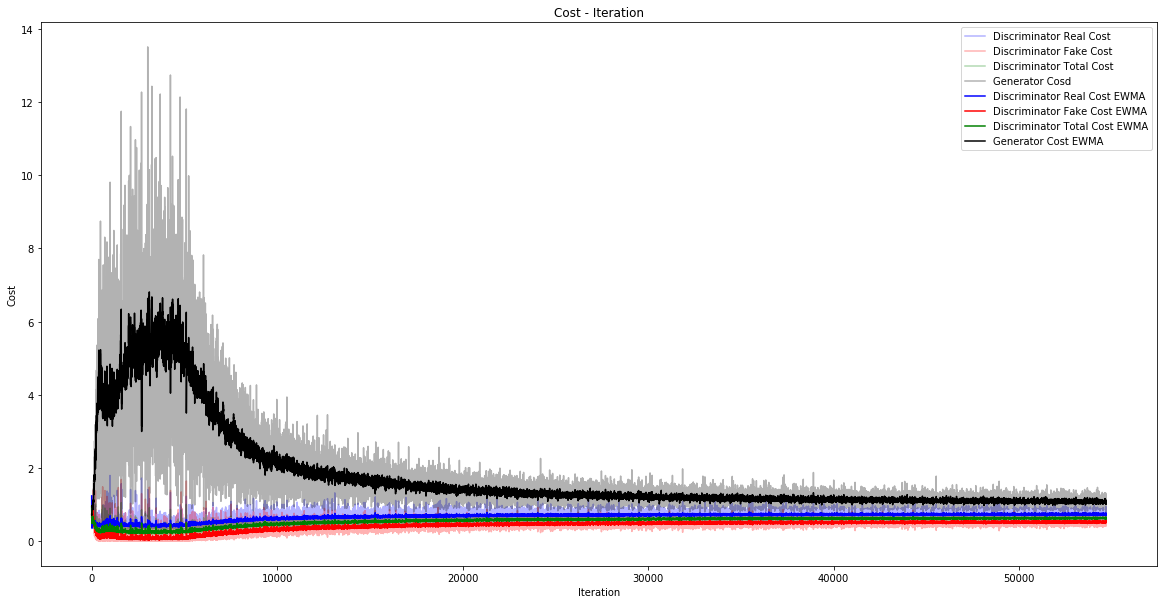 Cost - Iteration
14
12
10
8
6
4
2
0
Cost
0 10000 20000 30000 40000 50000
Iteration
Discriminator Real Cost
Discriminator Fake Cost
Discriminator Total Cost
Generator Cosd
Discriminator Real Cost EWMA
Discriminator Fake Cost EWMA
Discriminator Total Cost EWMA
Generator Cost EWMA